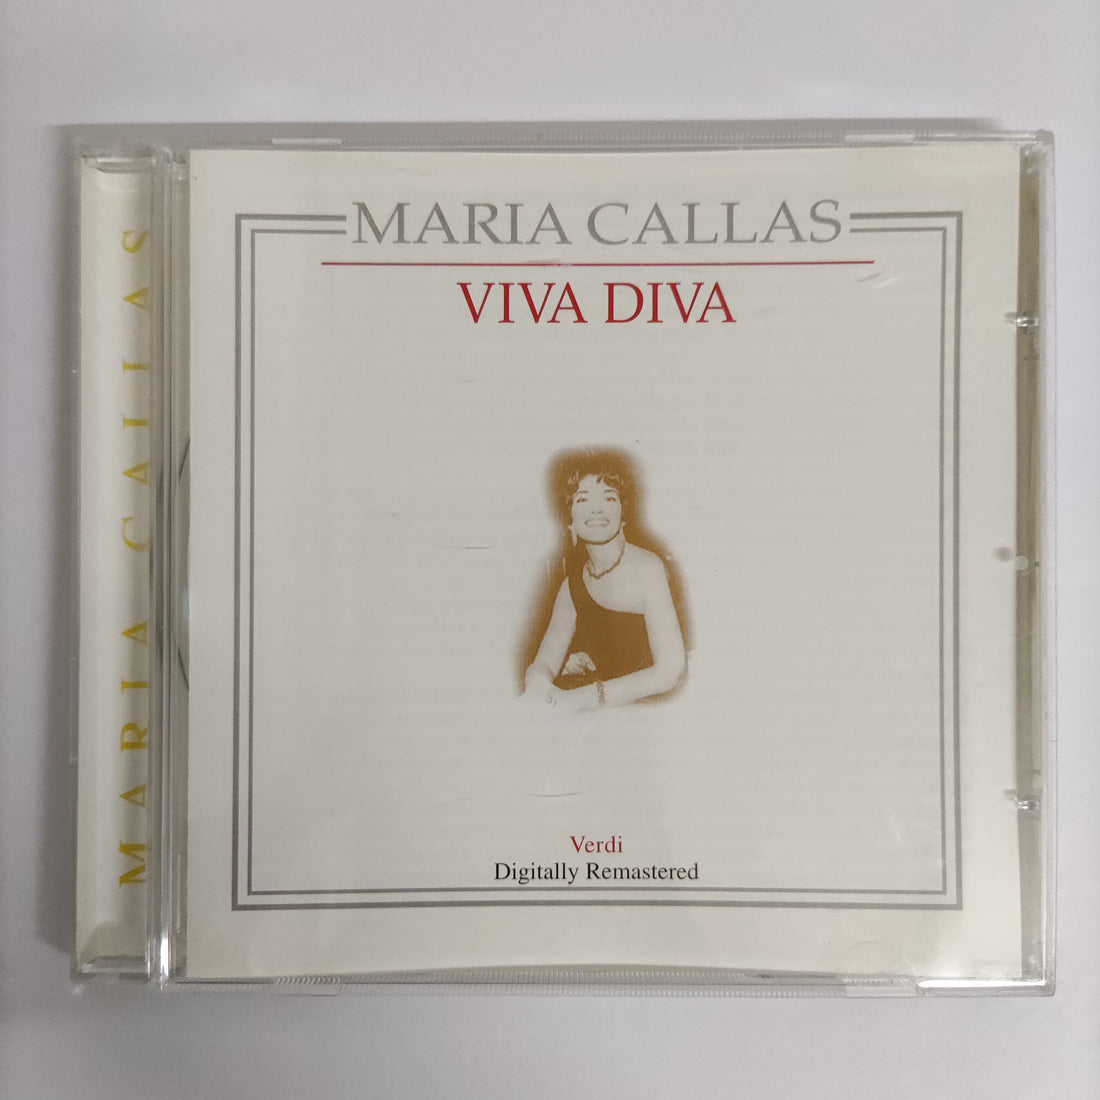 MARIA CALLAS
MARIA CALLAS
VIVA DIVA
Verdi
Digitally Remastered